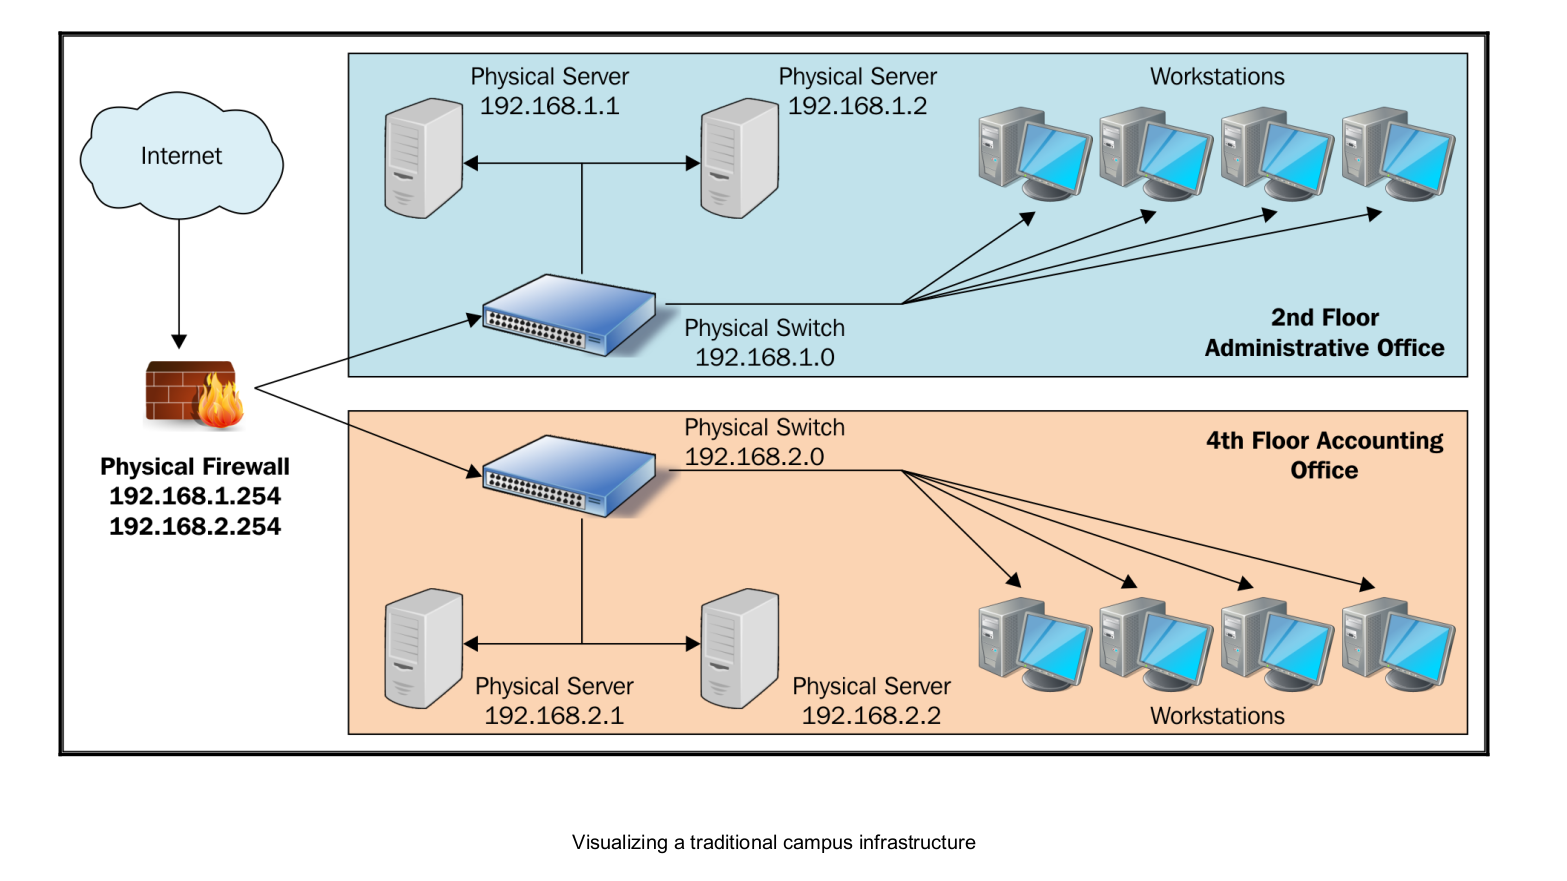 Internet
Physical Firewall
192.168.1.254
192.168.2.254
Physical Server
192.168.1.1
Physical Server
192.168.1.2
Workstations
Physical Switch
192.168.1.0
2nd Floor
Administrative Office
Physical Switch
192.168.2.0
4th Floor Accounting
Office
Physical Server
192.168.2.1
Physical Server
192.168.2.2
Workstations
Visualizing a traditional campus infrastructure